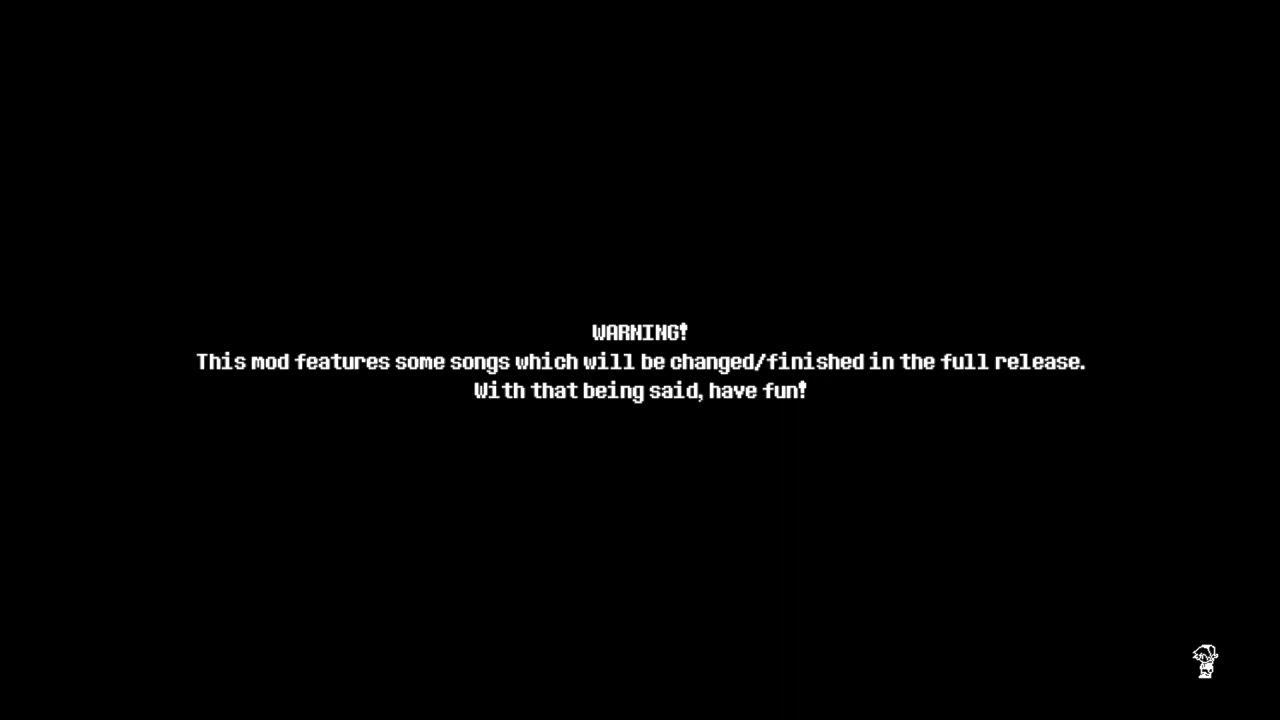 WARNING!
This mod features some songs which will be changed/finished in the full release.
With that being said, have fun!